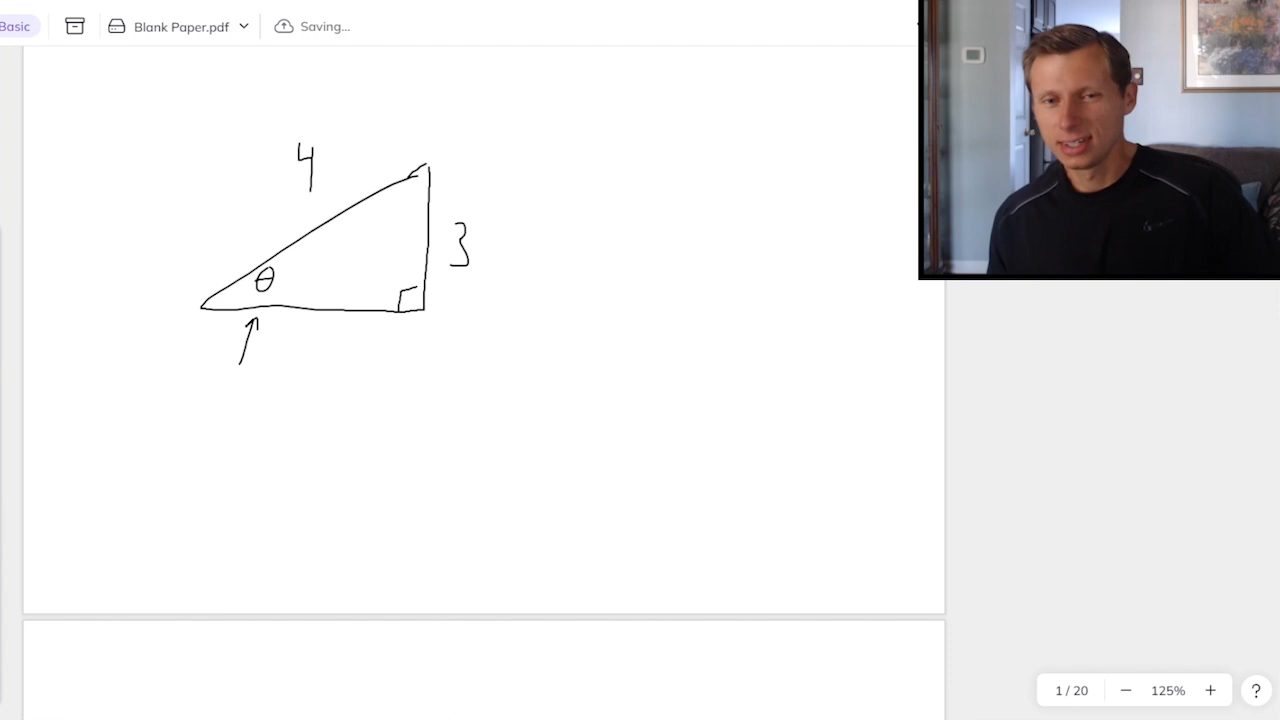 Basic
Blank Paper.pdf
Saving...
4
θ
3
1 / 20
125%
?